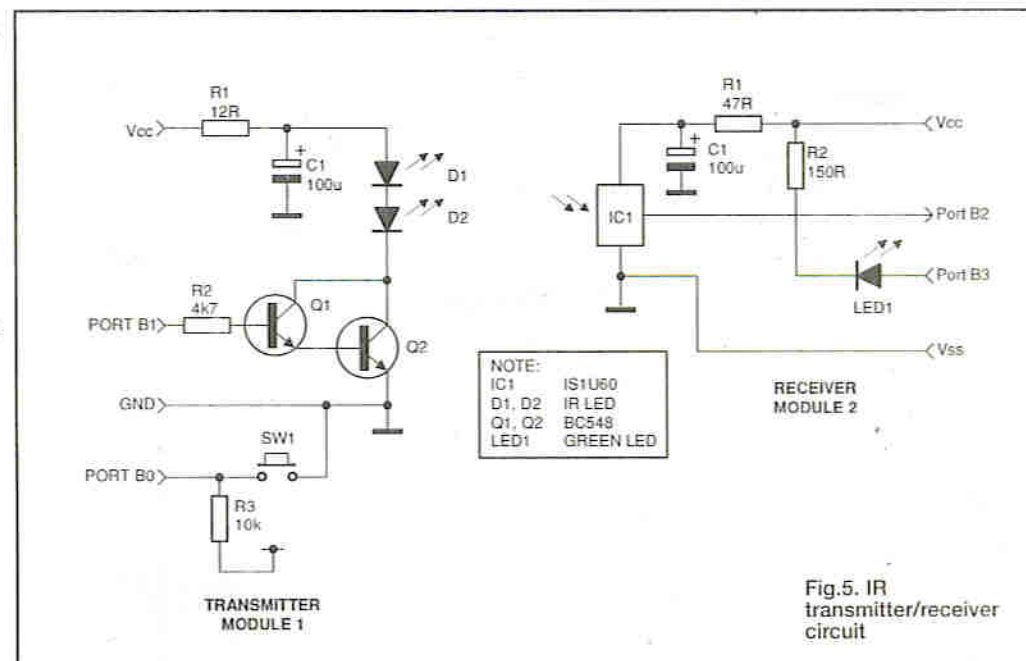 R1
12R
Vcc
+
C1
100u
D1
D2
R2
4k7
Q1
PORT B1
Q2
GND
SW1
PORT B0
R3
10k
TRANSMITTER
MODULE 1
R1
47R
Vcc
+
C1
100u
R2
150R
IC1
Port B2
Port B3
LED1
Vss
NOTE:
IC1 IS1U60
D1, D2 IR LED
Q1, Q2 BC548
LED1 GREEN LED
RECEIVER
MODULE 2
Fig.5. IR
transmitter/receiver
circuit